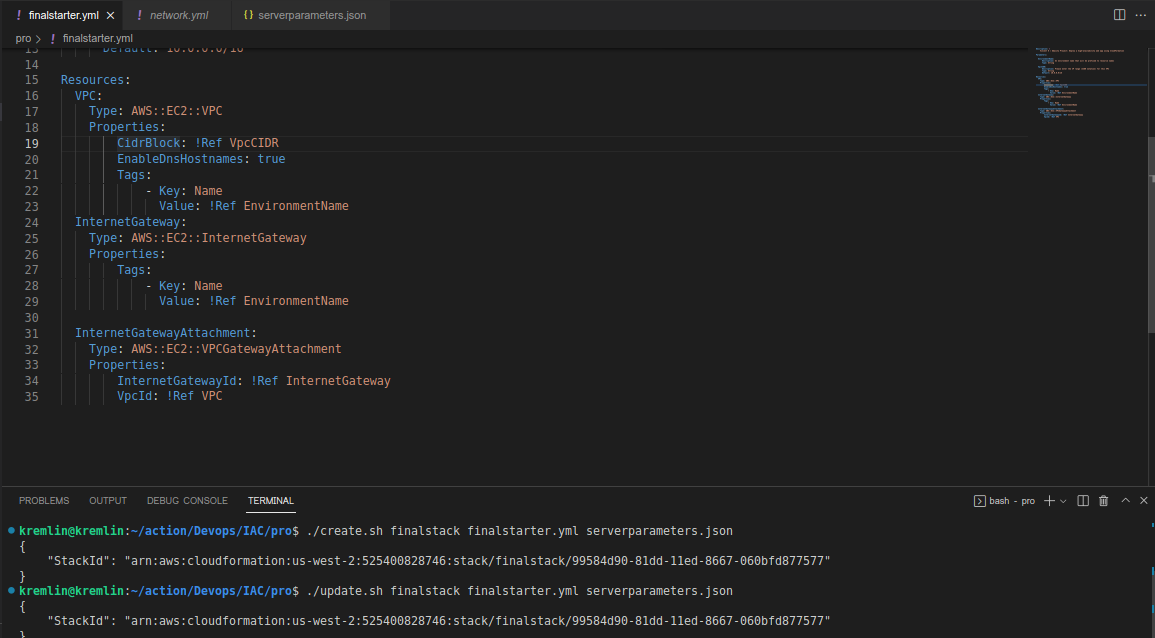 ! finalstarter.yml ×
! network.yml
{} serverparameters.json
pro > ! finalstarter.yml
13 Default: 10.0.0.0/16
14
15 Resources:
16 VPC:
17 Type: AWS::EC2::VPC
18 Properties:
19 CidrBlock: !Ref VpcCIDR
20 EnableDnsHostnames: true
21 Tags:
22 - Key: Name
23 Value: !Ref EnvironmentName
24 InternetGateway:
25 Type: AWS::EC2::InternetGateway
26 Properties:
27 Tags:
28 - Key: Name
29 Value: !Ref EnvironmentName
30
31 InternetGatewayAttachment:
32 Type: AWS::EC2::VPCGatewayAttachment
33 Properties:
34 InternetGatewayId: !Ref InternetGateway
35 VpcId: !Ref VPC
PROBLEMS OUTPUT DEBUG CONSOLE TERMINAL bash - pro
kremlin@kremlin:~/action/Devops/IAC/pro$ ./create.sh finalstack finalstarter.yml serverparameters.json
{
"StackId": "arn:aws:cloudformation:us-west-2:525400828746:stack/finalstack/99584d90-81dd-11ed-8667-060bfd877577"
}
kremlin@kremlin:~/action/Devops/IAC/pro$ ./update.sh finalstack finalstarter.yml serverparameters.json
{
"StackId": "arn:aws:cloudformation:us-west-2:525400828746:stack/finalstack/99584d90-81dd-11ed-8667-060bfd877577"
}